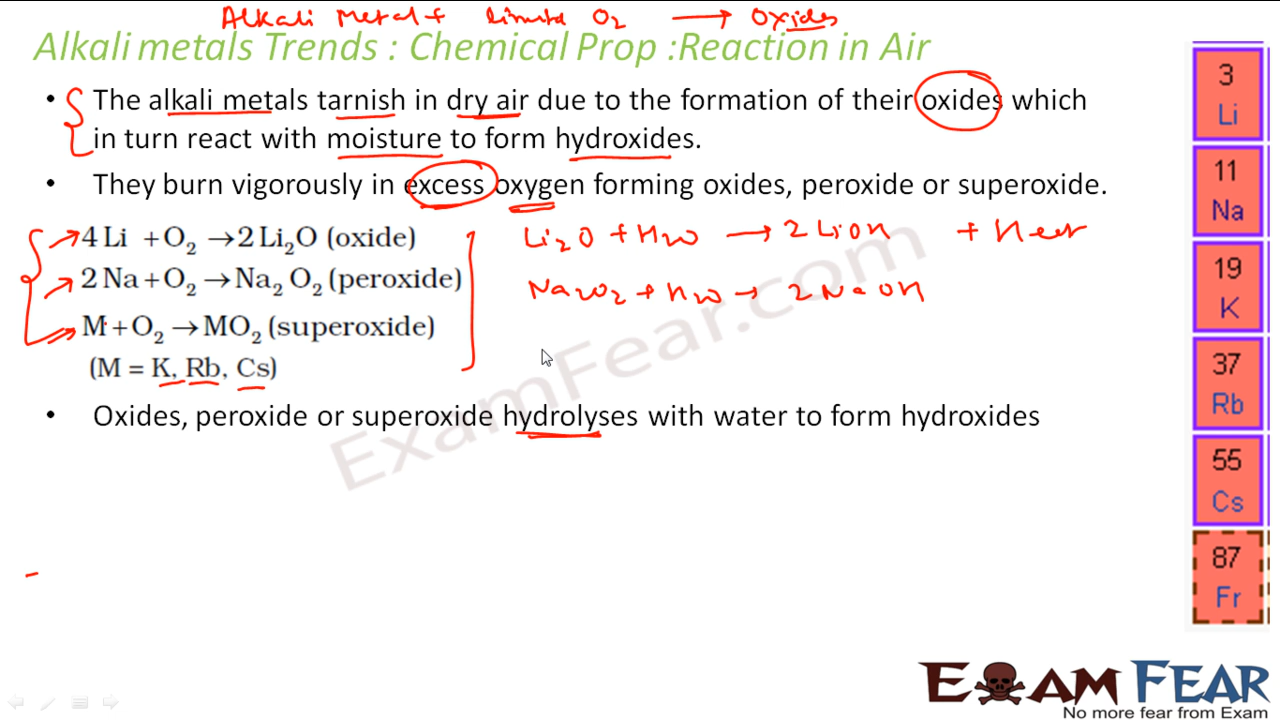 Alkali Metal + limited O₂ → Oxides
Alkali metals Trends : Chemical Prop :Reaction in Air
• The alkali metals tarnish in dry air due to the formation of their oxides which
in turn react with moisture to form hydroxides.
• They burn vigorously in excess oxygen forming oxides, peroxide or superoxide.
4 Li + O₂ → 2 Li₂O (oxide)
Li₂O + H₂O → 2 LiOH + Heat
2 Na + O₂ → Na₂O₂ (peroxide)
Na₂O₂ + H₂O → 2 NaOH
M + O₂ → MO₂ (superoxide)
(M = K, Rb, Cs)
• Oxides, peroxide or superoxide hydrolyses with water to form hydroxides
3
Li
11
Na
19
K
37
Rb
55
Cs
87
Fr
ExamFear.com
EXAM FEAR
No more fear from Exam